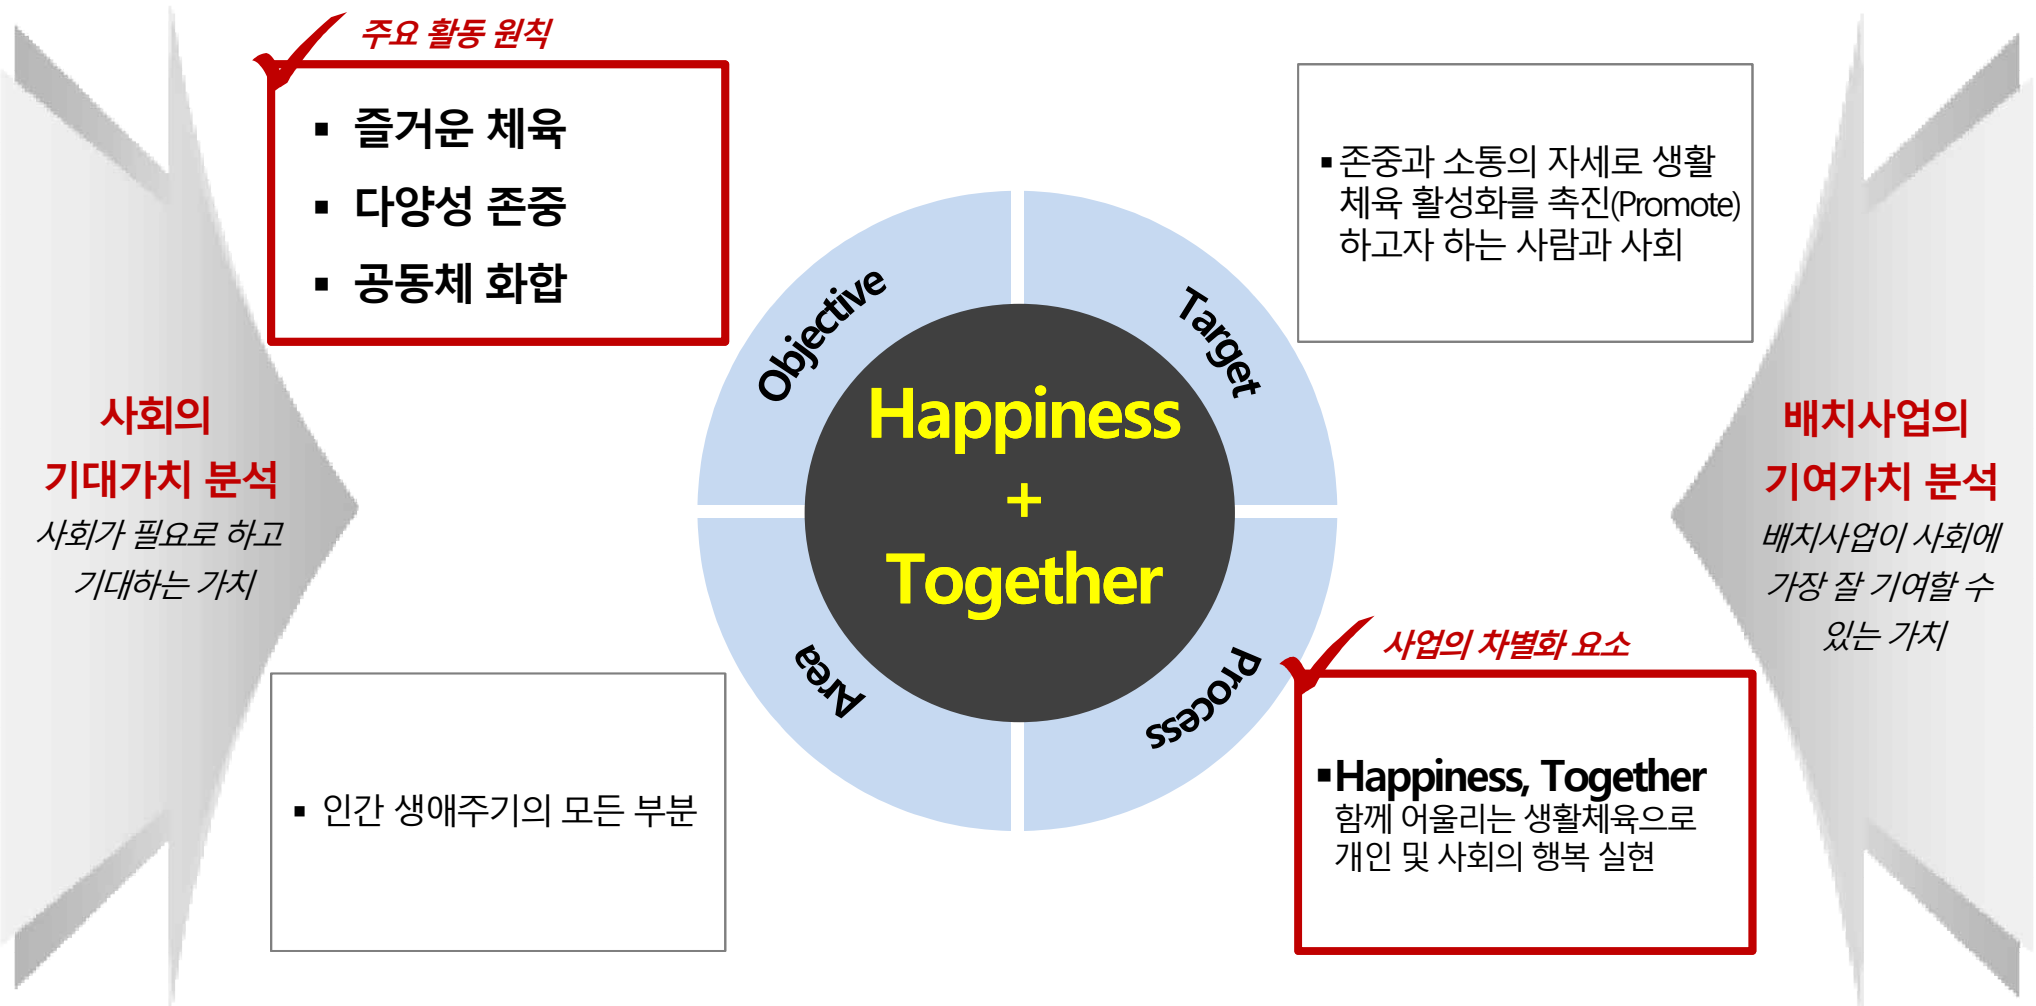 주요 활동 원칙
▪ 즐거운 체육
▪ 다양성 존중
▪ 공동체 화합
▪ 존중과 소통의 자세로 생활
체육 활성화를 촉진(Promote)
하고자 하는 사람과 사회
Objective
Target
Happiness
+
Together
Area
Process
사회의
기대가치 분석
사회가 필요로 하고
기대하는 가치
배치사업의
기여가치 분석
배치사업이 사회에
가장 잘 기여할 수
있는 가치
▪ 인간 생애주기의 모든 부분
사업의 차별화 요소
▪Happiness, Together
함께 어울리는 생활체육으로
개인 및 사회의 행복 실현